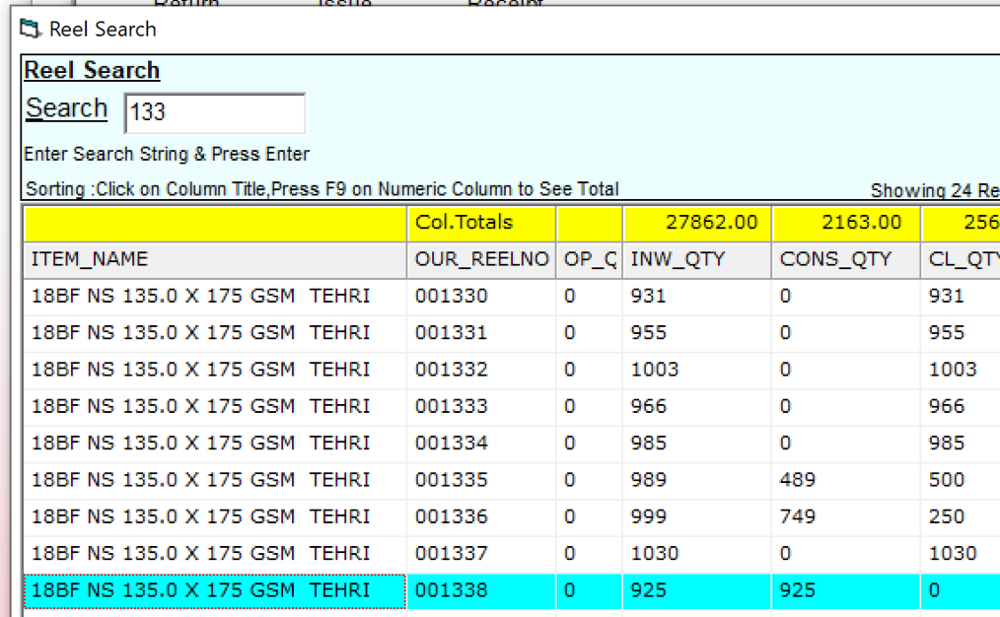 Return Issue Receipt
Reel Search
Reel Search
Search 133
Enter Search String & Press Enter
Sorting :Click on Column Title,Press F9 on Numeric Column to See Total Showing 24 Re
Col.Totals 27862.00 2163.00 256
ITEM_NAME OUR_REELNO OP_Q INW_QTY CONS_QTY CL_QTY
18BF NS 135.0 X 175 GSM TEHRI 001330 0 931 0 931
18BF NS 135.0 X 175 GSM TEHRI 001331 0 955 0 955
18BF NS 135.0 X 175 GSM TEHRI 001332 0 1003 0 1003
18BF NS 135.0 X 175 GSM TEHRI 001333 0 966 0 966
18BF NS 135.0 X 175 GSM TEHRI 001334 0 985 0 985
18BF NS 135.0 X 175 GSM TEHRI 001335 0 989 489 500
18BF NS 135.0 X 175 GSM TEHRI 001336 0 999 749 250
18BF NS 135.0 X 175 GSM TEHRI 001337 0 1030 0 1030
18BF NS 135.0 X 175 GSM TEHRI 001338 0 925 925 0